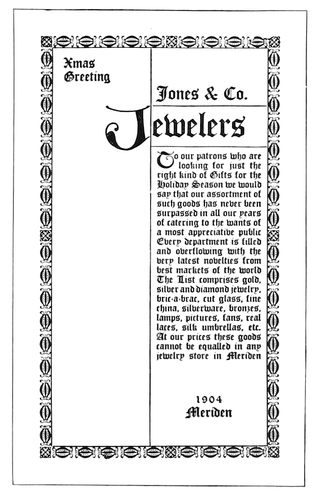 Xmas
Greeting
Jones & Co.
Jewelers
To our patrons who are
looking for just the
right kind of Gifts for the
Holiday Season we would
say that our assortment of
such goods has never been
surpassed in all our years
of catering to the wants of
a most appreciative public
Every department is filled
and overflowing with the
very latest novelties from
best markets of the world
The List comprises gold,
silver and diamond jewelry,
bric-a-brac, cut glass, fine
china, silverware, bronzes,
lamps, pictures, fans, real
laces, silk umbrellas, etc.
At our prices these goods
cannot be equalled in any
jewelry store in Meriden
1904
Meriden